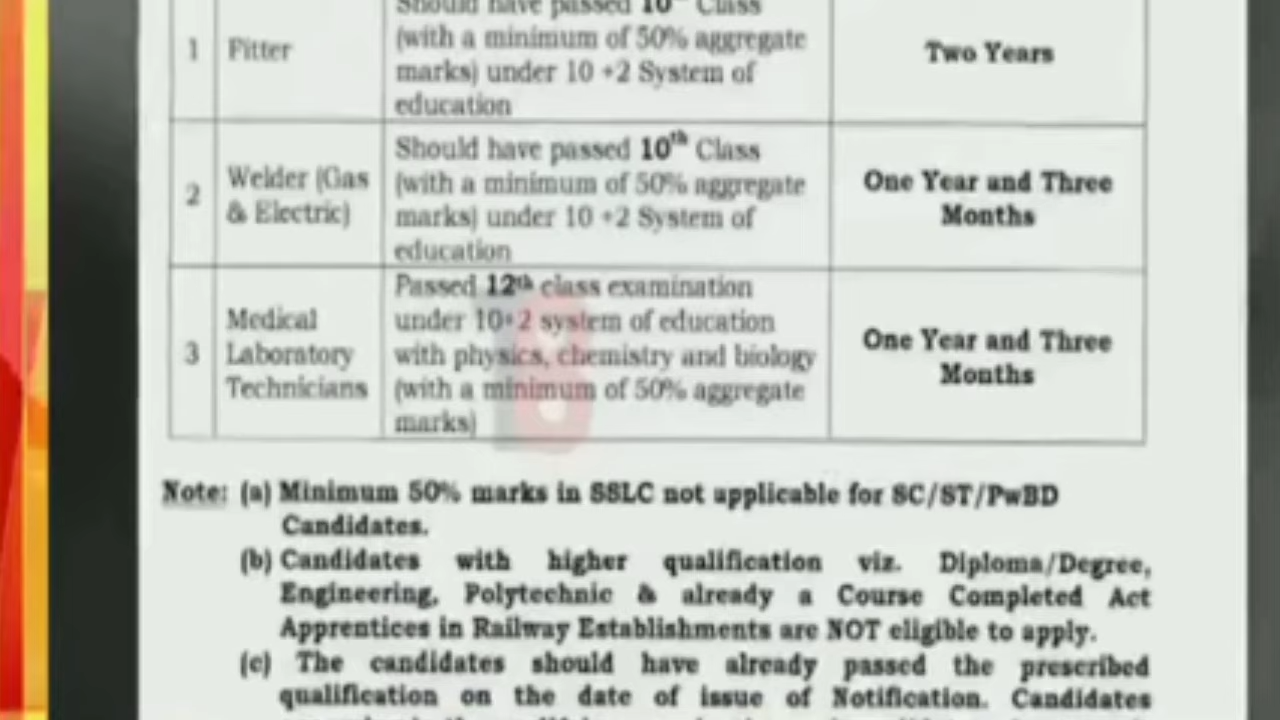 Should have passed 10th Class
1 Fitter (with a minimum of 50% aggregate marks) under 10 +2 System of education Two Years
2 Welder (Gas & Electric) Should have passed 10th Class (with a minimum of 50% aggregate marks) under 10 +2 System of education One Year and Three Months
3 Medical Laboratory Technicians Passed 12th class examination under 10+2 system of education with physics, chemistry and biology (with a minimum of 50% aggregate marks) One Year and Three Months
Note: (a) Minimum 50% marks in SSLC not applicable for SC/ST/PwBD
Candidates.
(b) Candidates with higher qualification viz. Diploma/Degree,
Engineering, Polytechnic & already a Course Completed Act
Apprentices in Railway Establishments are NOT eligible to apply.
(c) The candidates should have already passed the prescribed
qualification on the date of issue of Notification. Candidates